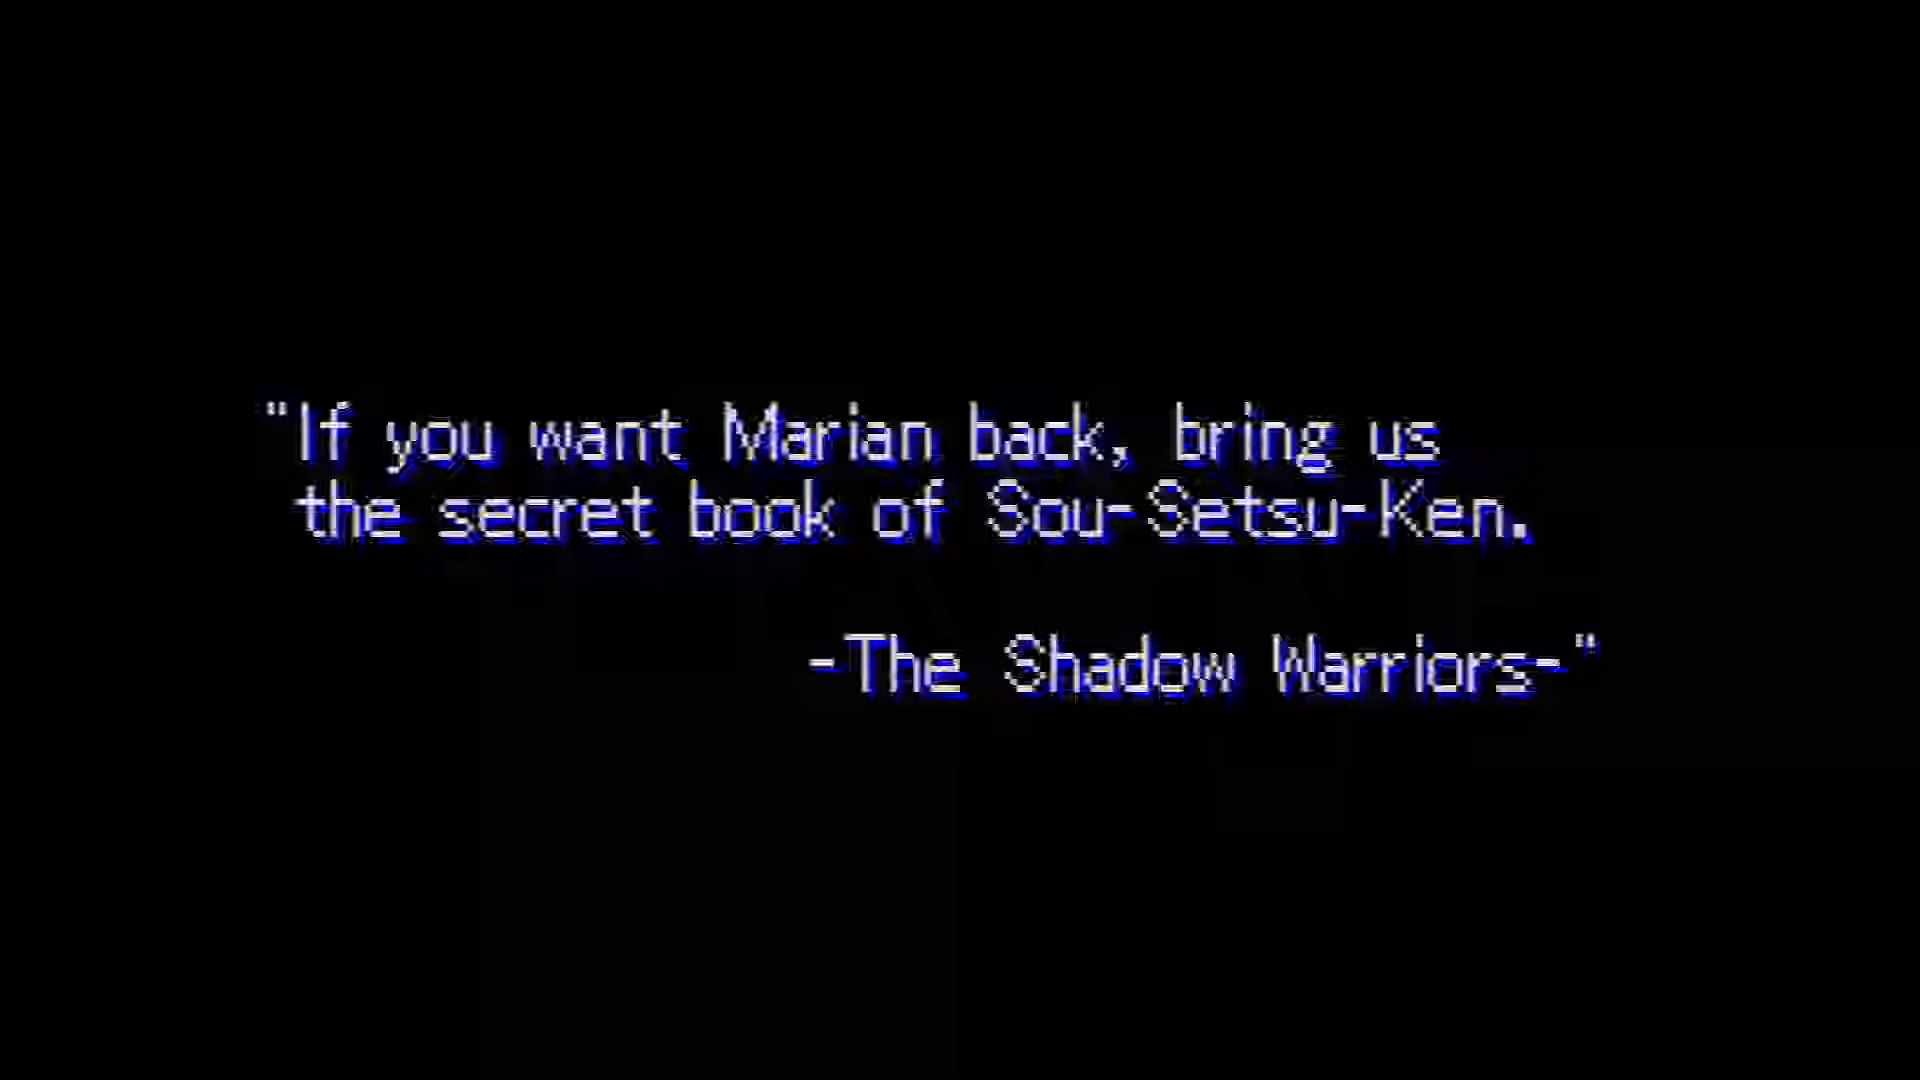 "If you want Marian back, bring us
the secret book of Sou-Setsu-Ken.
-The Shadow Warriors-"